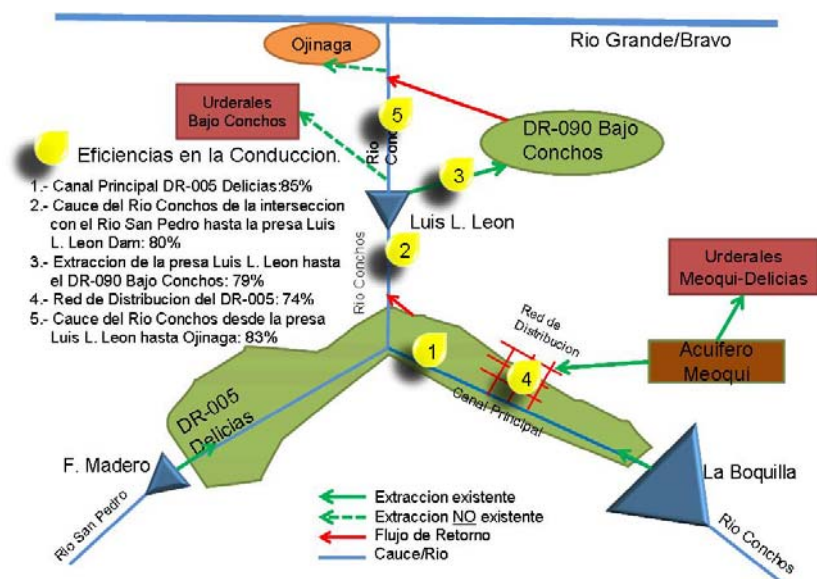 Ojinaga
Rio Grande/Bravo
Urderales
Bajo Conchos
5
Rio Conc
DR-090 Bajo
Conchos
Eficiencias en la Conduccion.
3
1.- Canal Principal DR-005 Delicias:85%
2.- Cauce del Rio Conchos de la interseccion
con el Rio San Pedro hasta la presa Luis
L. Leon Dam: 80%
3.- Extraccion de la presa Luis L. Leon hasta
el DR-090 Bajo Conchos: 79%
4.- Red de Distribucion del DR-005: 74%
5.- Cauce del Rio Conchos desde la presa
Luis L. Leon hasta Ojinaga: 83%
Luis L. Leon
2
Rio Conchos
Urderales
Meoqui-Delicias
Red de
Distribucion
1
4
Acuifero
Meoqui
Canal Principal
DR-005
Delicias
F. Madero
La Boquilla
Rio San Pedro
Rio Conchos
Extraccion existente
Extraccion NO existente
Flujo de Retorno
Cauce/Rio